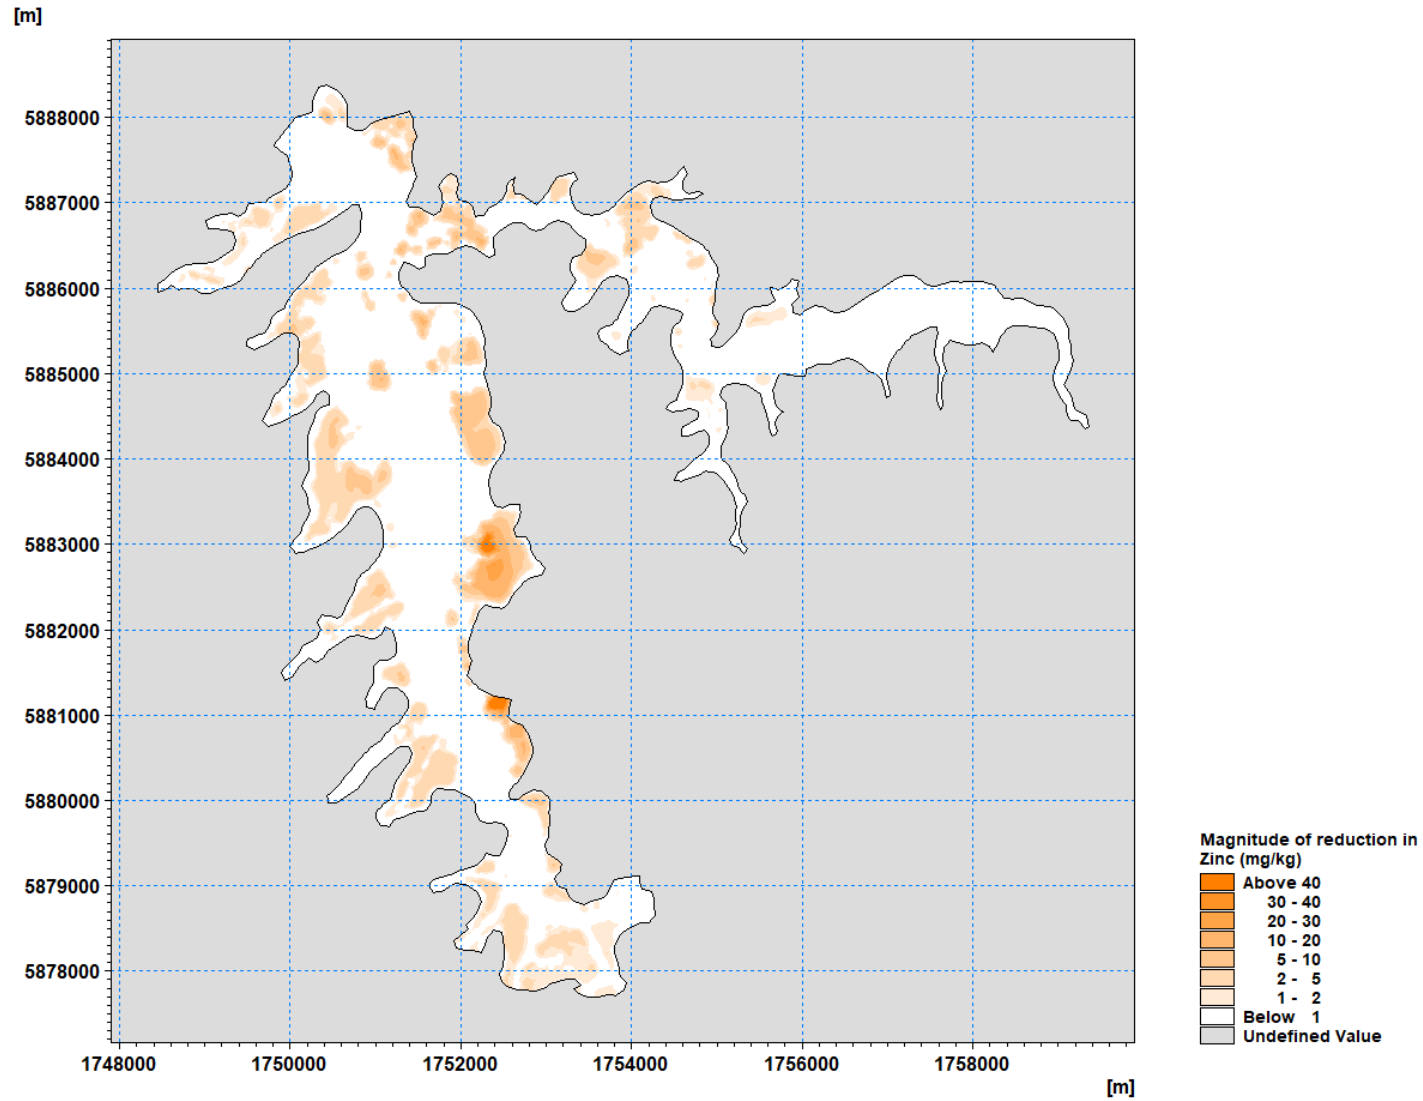 [m]
5888000
5887000
5886000
5885000
5884000
5883000
5882000
5881000
5880000
5879000
5878000
1748000 1750000 1752000 1754000 1756000 1758000
[m]
Magnitude of reduction in
Zinc (mg/kg)
Above 40
30 - 40
20 - 30
10 - 20
5 - 10
2 - 5
1 - 2
Below 1
Undefined Value